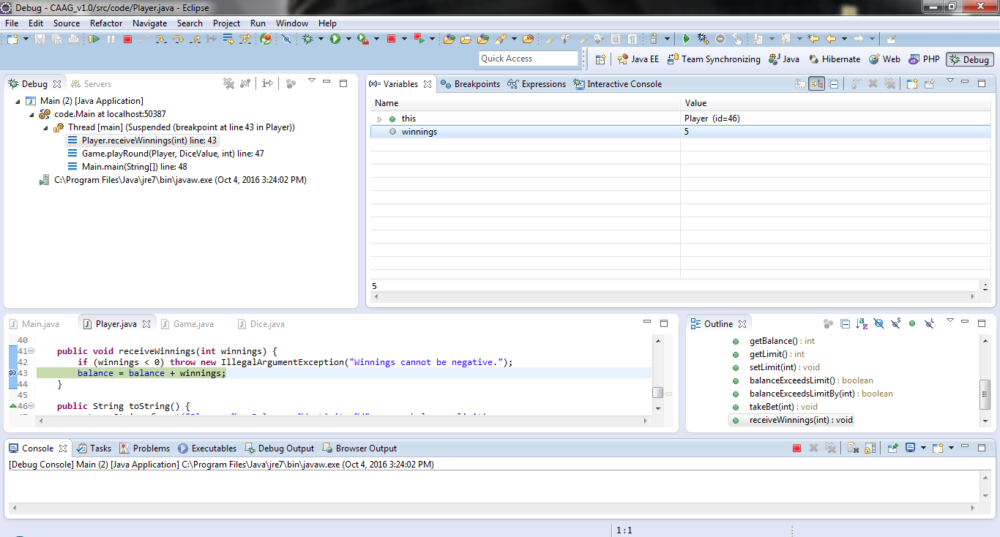 Debug - CAAG_v1.0/src/code/Player.java - Eclipse
File Edit Source Refactor Navigate Search Project Run Window Help
Quick Access
Java EE Team Synchronizing Java Hibernate Web PHP Debug
Debug Servers
Main (2) [Java Application]
code.Main at localhost:50387
Thread [main] (Suspended (breakpoint at line 43 in Player))
Player.receiveWinnings(int) line: 43
Game.playRound(Player, DiceValue, int) line: 47
Main.main(String[]) line: 48
C:\Program Files\Java\jre7\bin\javaw.exe (Oct 4, 2016 3:24:02 PM)
(x)= Variables Breakpoints Expressions Interactive Console
Name Value
this Player (id=46)
winnings 5
5
Main.java Player.java Game.java Dice.java
40
41 public void receiveWinnings(int winnings) {
42 if (winnings < 0) throw new IllegalArgumentException("Winnings cannot be negative.");
43 balance = balance + winnings;
44 }
45
46 public String toString() {
Outline
getBalance() : int
getLimit() : int
setLimit(int) : void
balanceExceedsLimit() : boolean
balanceExceedsLimitBy(int) : boolean
takeBet(int) : void
receiveWinnings(int) : void
Console Tasks Problems Executables Debug Output Browser Output
[Debug Console] Main (2) [Java Application] C:\Program Files\Java\jre7\bin\javaw.exe (Oct 4, 2016 3:24:02 PM)
1:1